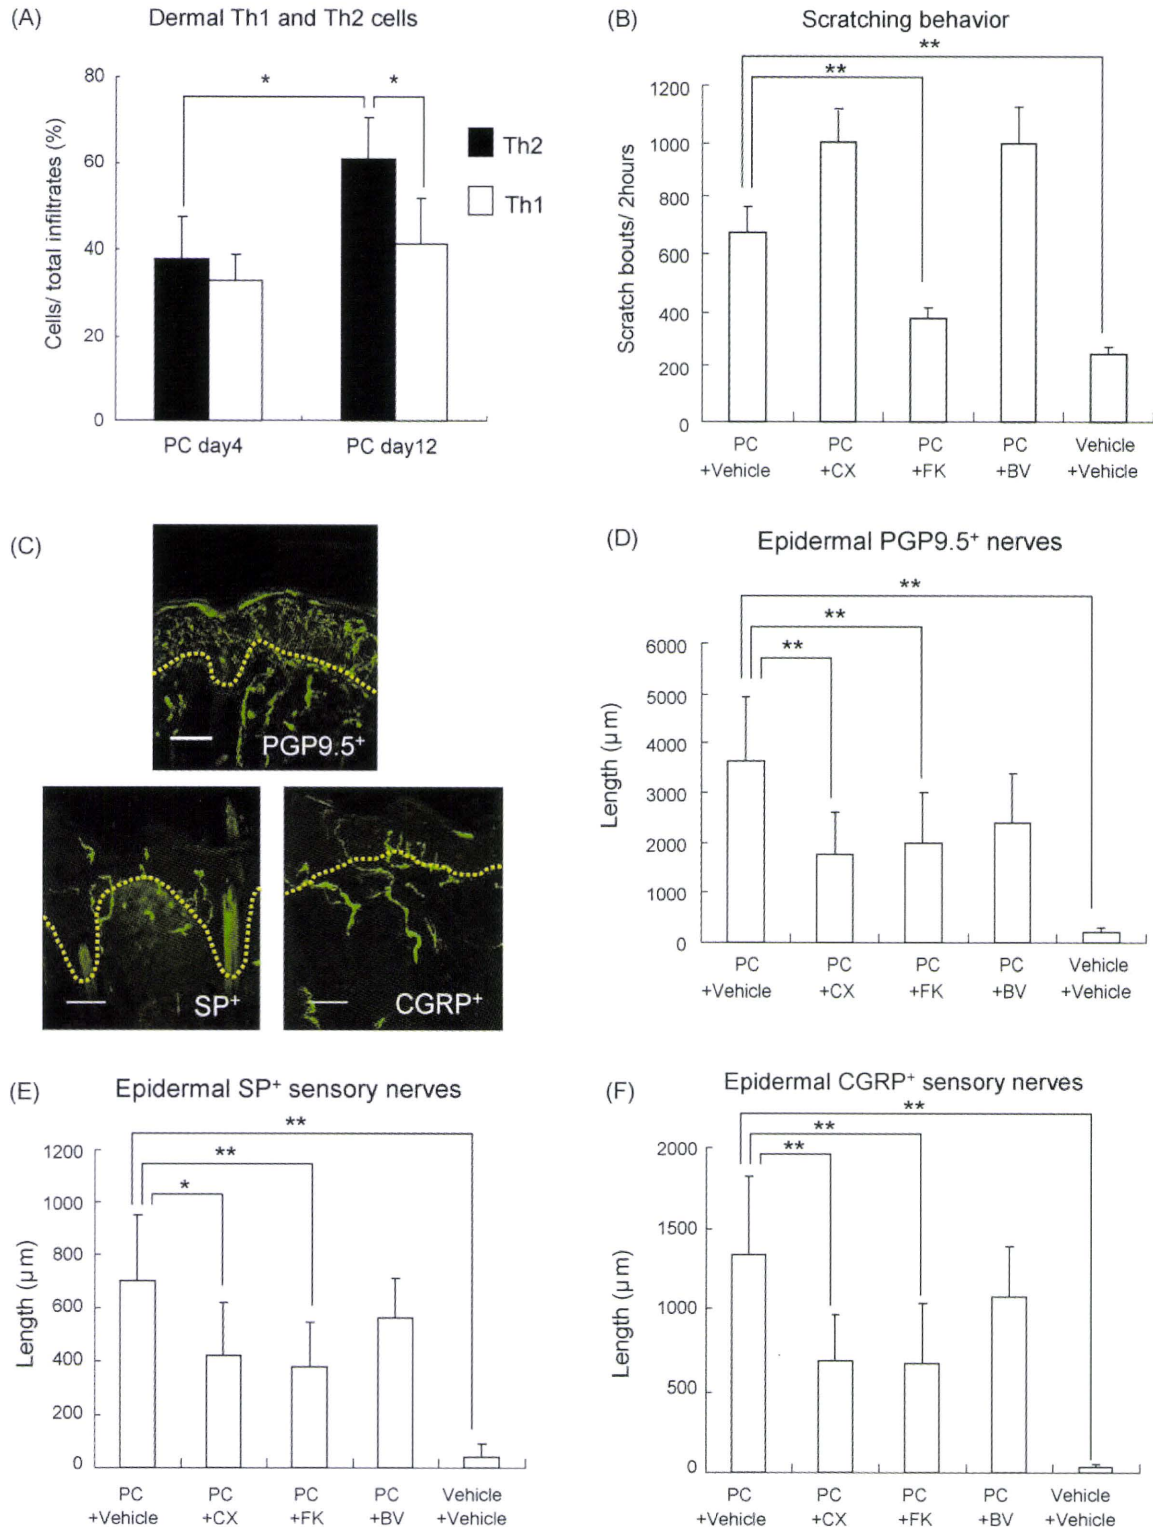 (A) Dermal Th1 and Th2 cells
Cells/ total infiltrates (%)
80
60
40
20
0
*
*
Th2
Th1
PC day4
PC day12
(B) Scratching behavior
Scratch bouts/ 2hours
1200
1000
800
600
400
200
0
**
**
PC +Vehicle
PC +CX
PC +FK
PC +BV
Vehicle +Vehicle
(C)
PGP9.5⁺
SP⁺
CGRP⁺
(D) Epidermal PGP9.5⁺ nerves
Length (µm)
6000
5000
4000
3000
2000
1000
0
**
**
**
PC +Vehicle
PC +CX
PC +FK
PC +BV
Vehicle +Vehicle
(E) Epidermal SP⁺ sensory nerves
Length (µm)
1200
1000
800
600
400
200
0
**
**
*
PC +Vehicle
PC +CX
PC +FK
PC +BV
Vehicle +Vehicle
(F) Epidermal CGRP⁺ sensory nerves
Length (µm)
2000
1500
1000
500
0
**
**
**
PC +Vehicle
PC +CX
PC +FK
PC +BV
Vehicle +Vehicle